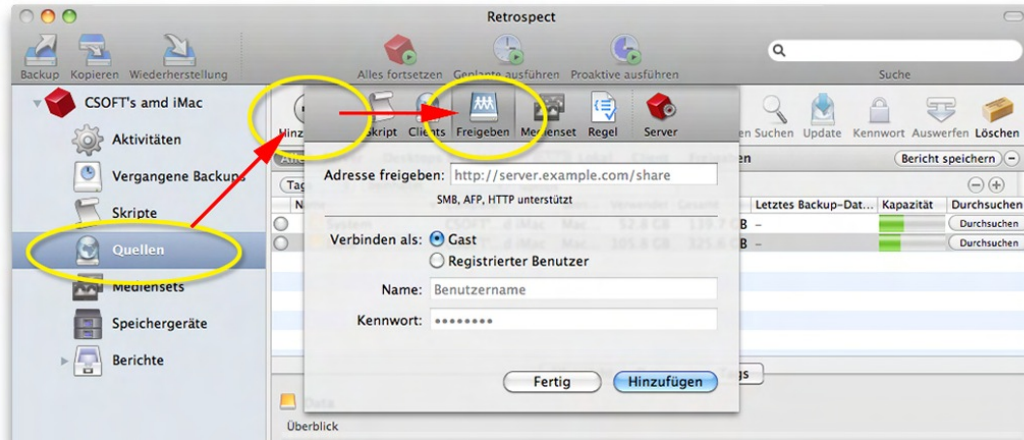 Retrospect
Backup Kopieren Wiederherstellung Alles fortsetzen Geplante ausführen Proaktive ausführen Suche
CSOFT's amd iMac
Aktivitäten
Vergangene Backups
Skripte
Quellen
Mediensets
Speichergeräte
Berichte
Skript Clients Freigeben Medienset Regel Server
en Suchen Update Kennwort Auswerfen Löschen
Bericht speichern
Adresse freigeben: http://server.example.com/share
SMB, AFP, HTTP unterstützt
Letztes Backup-Dat... Kapazität Durchsuchen
B – Durchsuchen
B – Durchsuchen
Verbinden als: Gast
Registrierter Benutzer
Name: Benutzername
Kennwort: ••••••••
Fertig Hinzufügen
Data
Überblick